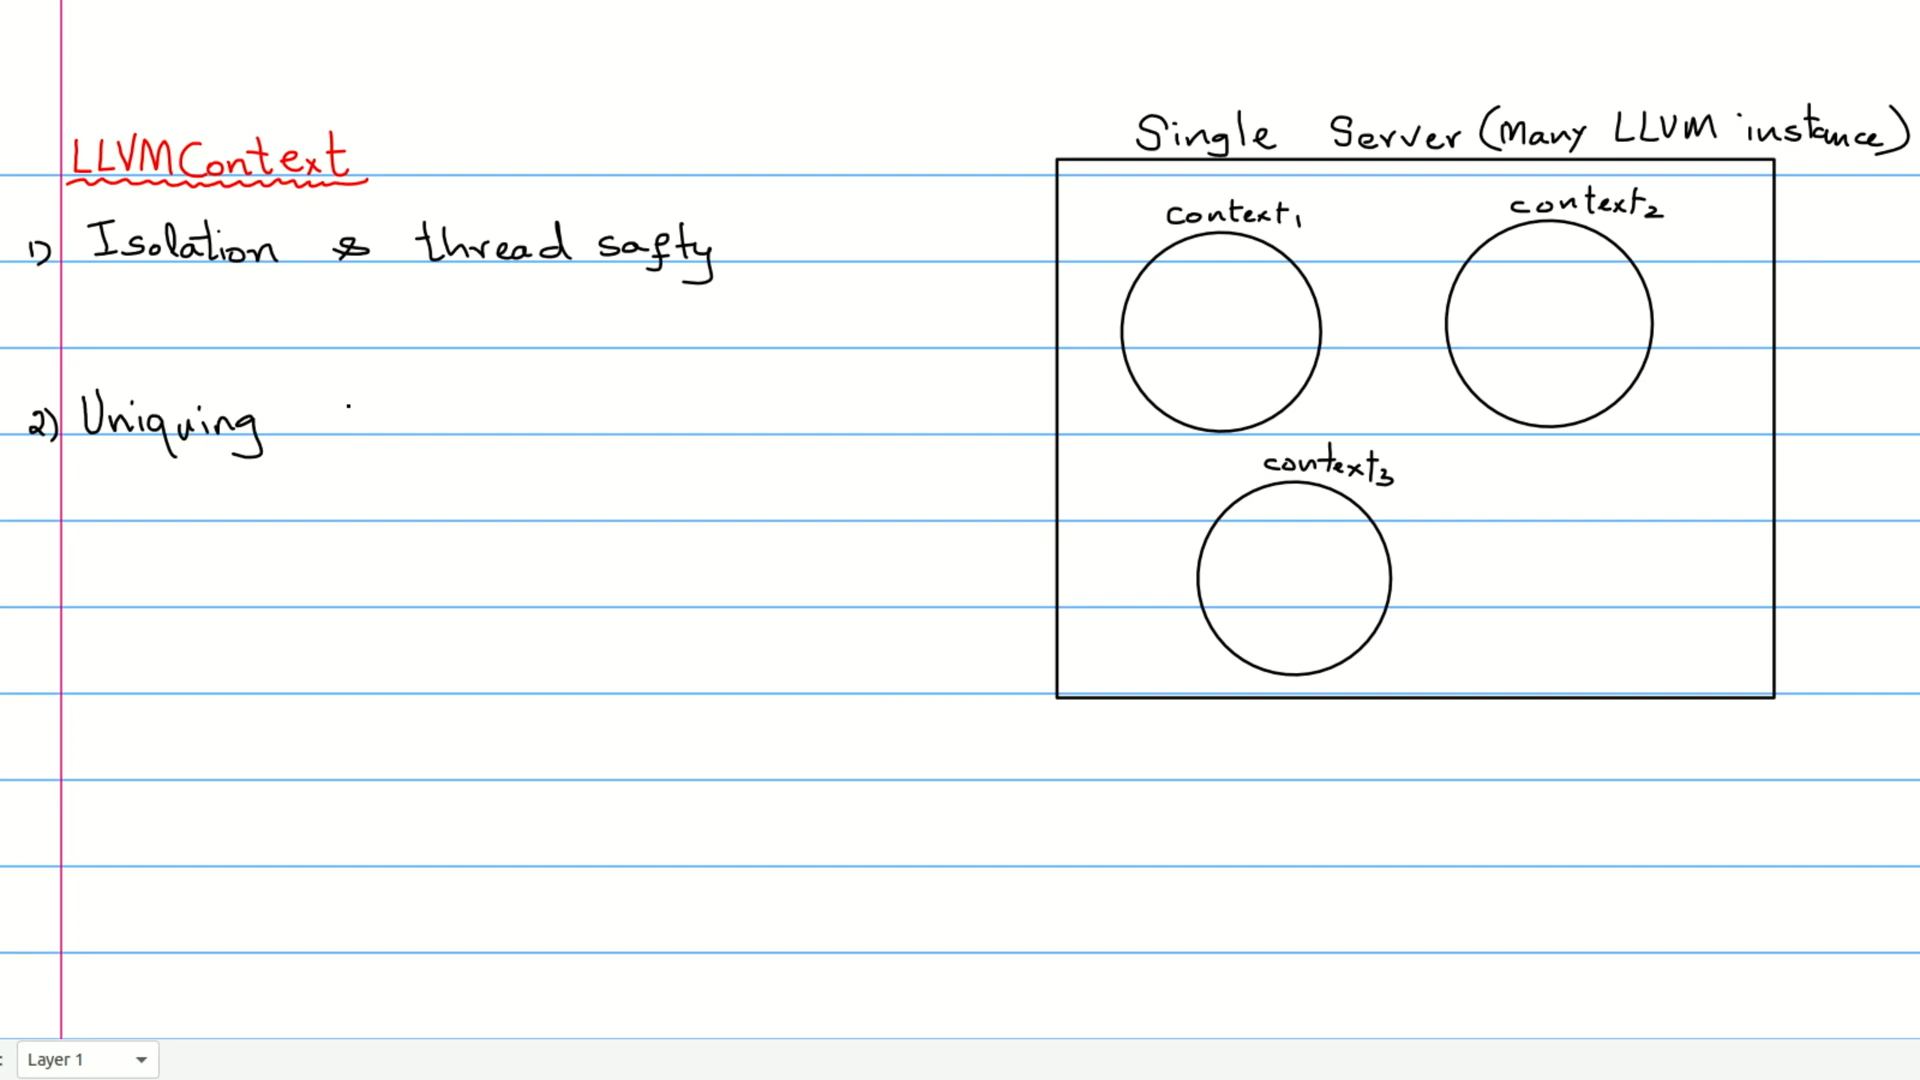 LLVMContext
1) Isolation & thread safty
2) Uniquing
Single Server (Many LLVM instance)
context1
context2
context3
: Layer 1